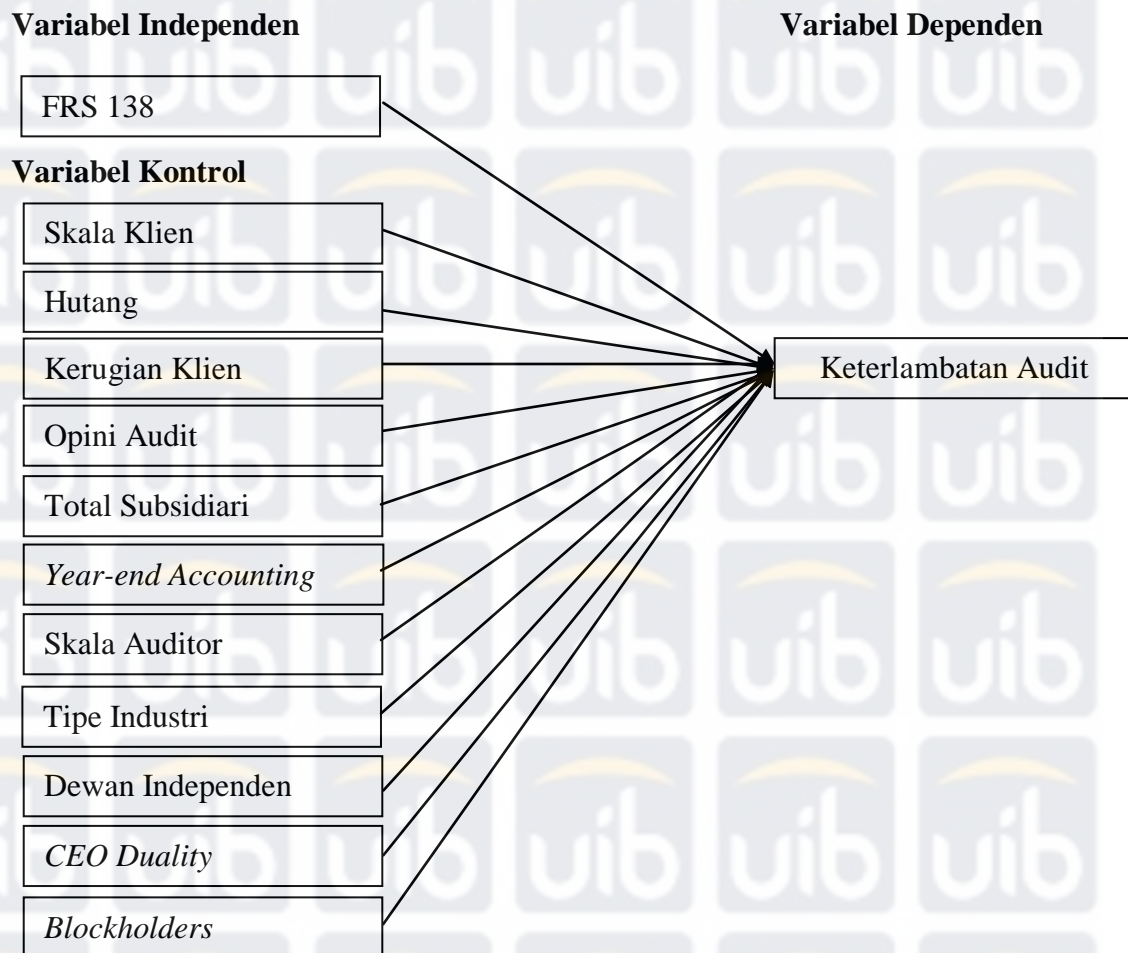 Variabel Independen
Variabel Dependen
FRS 138
Variabel Kontrol
Skala Klien
Hutang
Kerugian Klien
Keterlambatan Audit
Opini Audit
Total Subsidiari
Year-end Accounting
Skala Auditor
Tipe Industri
Dewan Independen
CEO Duality
Blockholders